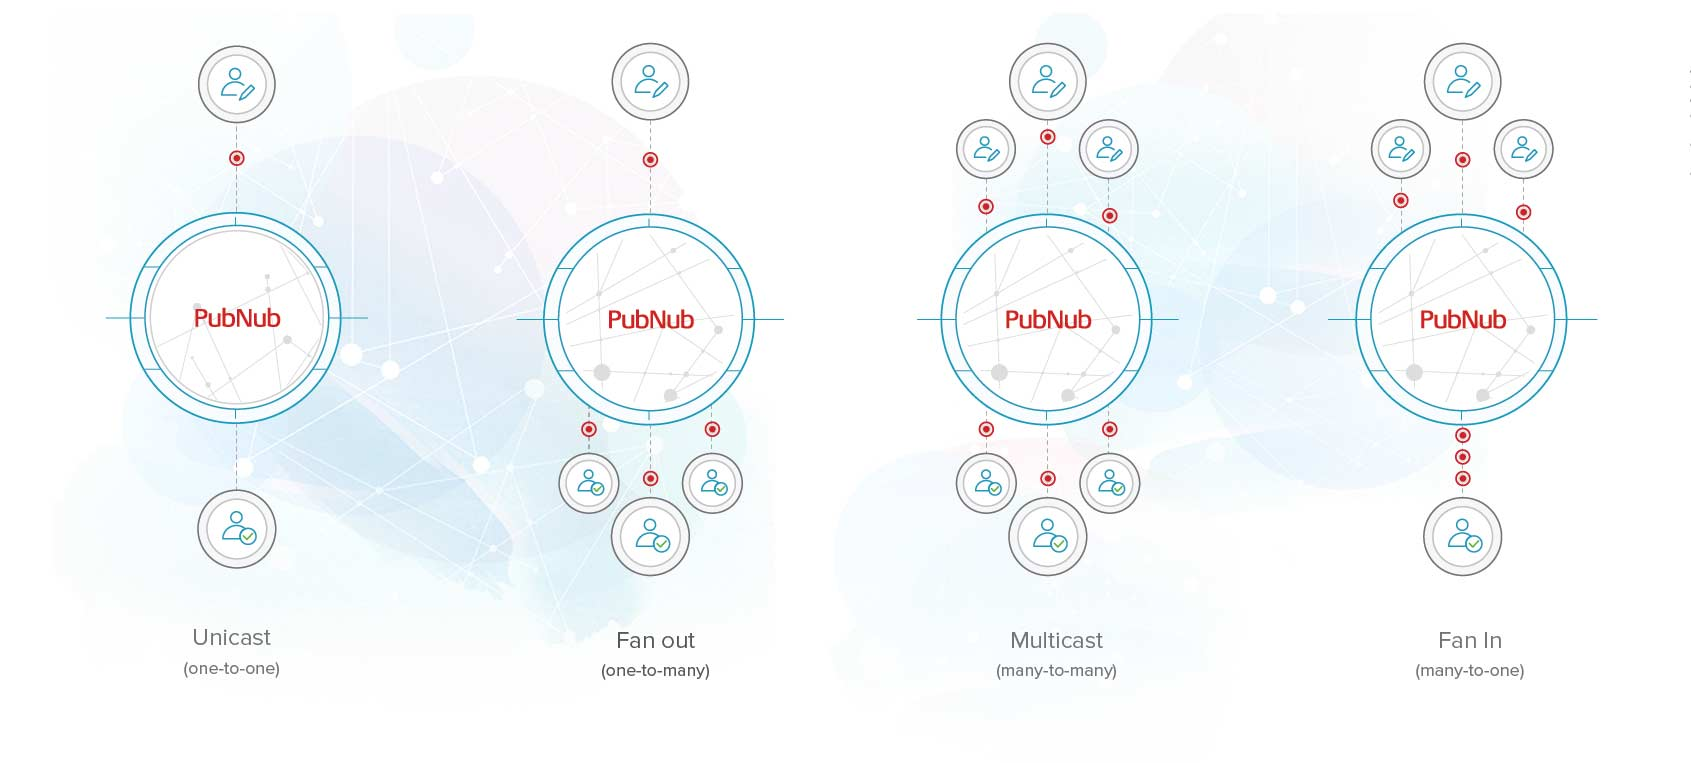 PubNub
PubNub
PubNub
PubNub
Unicast
(one-to-one)
Fan out
(one-to-many)
Multicast
(many-to-many)
Fan In
(many-to-one)